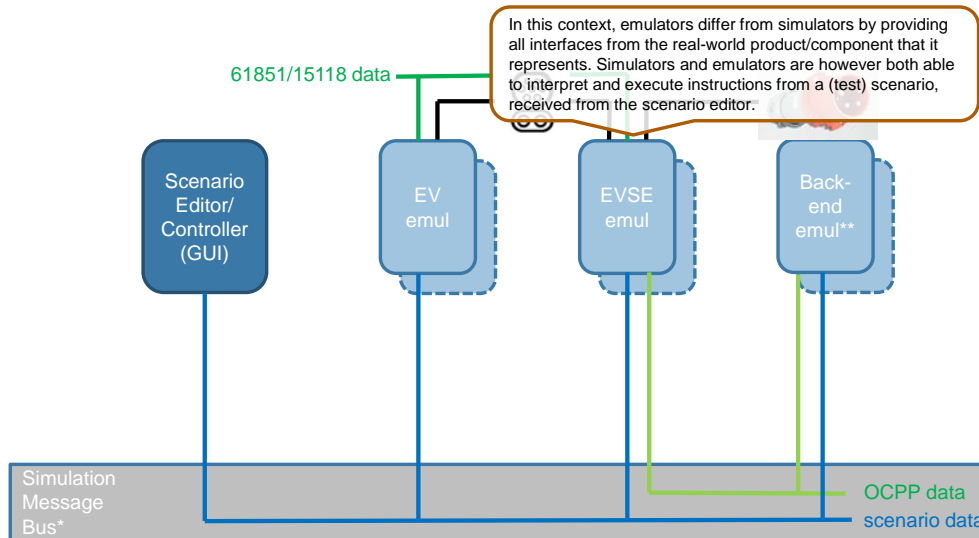 In this context, emulators differ from simulators by providing
all interfaces from the real-world product/component that it
represents. Simulators and emulators are however both able
to interpret and execute instructions from a (test) scenario,
received from the scenario editor.
61851/15118 data
Scenario
Editor/
Controller
(GUI)
EV
emul
EVSE
emul
Back-
end
emul**
Simulation
Message
Bus*
OCPP data
scenario data